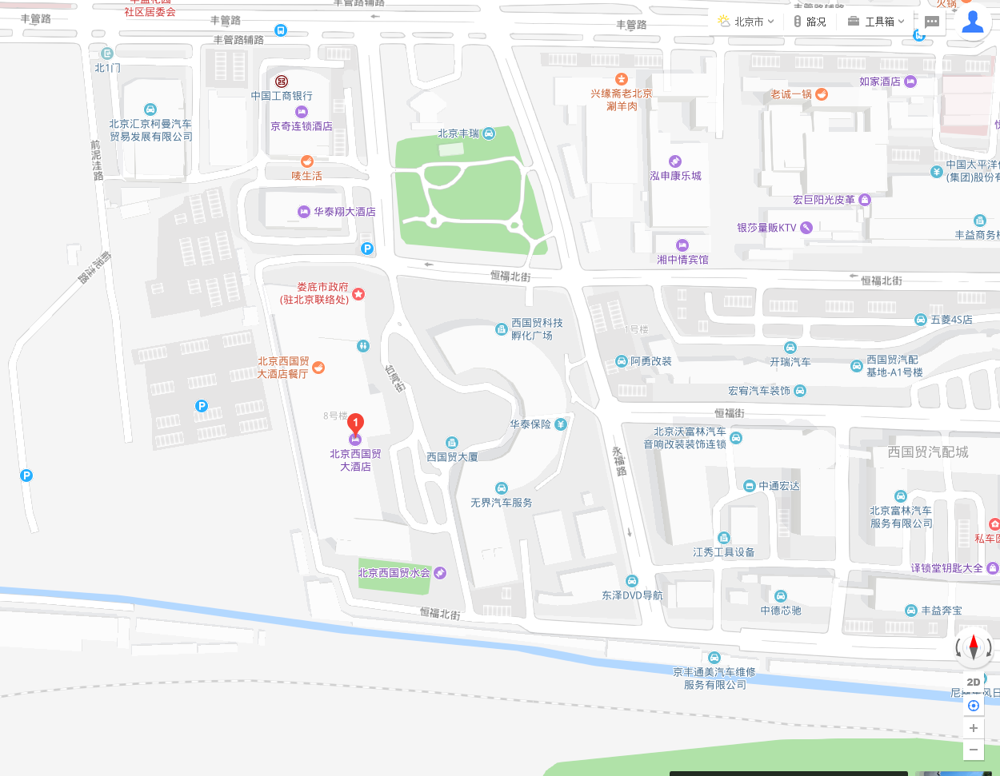 丰管路辅路
丰益花园
社区居委会
火锅
丰管路
丰管路
丰管路
丰管路辅路
北京市
路况
工具箱
北1门
中国工商银行
京奇连锁酒店
北京汇京柯曼汽车
贸易发展有限公司
前泥洼路
唛生活
华泰翔大酒店
北京丰瑞
兴缘斋老北京
涮羊肉
老诚一锅
如家酒店
泓申康乐城
中国太平洋
(集团)股份有
宏巨阳光皮革
银莎量贩KTV
丰益商务
湘中情宾馆
前泥洼路
恒福北街
恒福北街
娄底市政府
(驻北京联络处)
西国贸科技
孵化广场
1号楼
五菱4S店
阿勇改装
开瑞汽车
西国贸汽配
基地-A1号楼
北京西国贸
大酒店餐厅
台湾街
宏宥汽车装饰
8号楼
1
恒福街
华泰保险
北京沃富林汽车
音响改装装饰连锁
北京西国贸
大酒店
西国贸大厦
永福路
西国贸汽配城
P
P
P
无界汽车服务
中通宏达
北京富林汽车
服务有限公司
江秀工具设备
私车
北京西国贸水会
译锁堂钥匙大全
东泽DVD导航
中德芯驰
丰益奔宝
恒福北街
京丰通美汽车维修
服务有限公司
2D